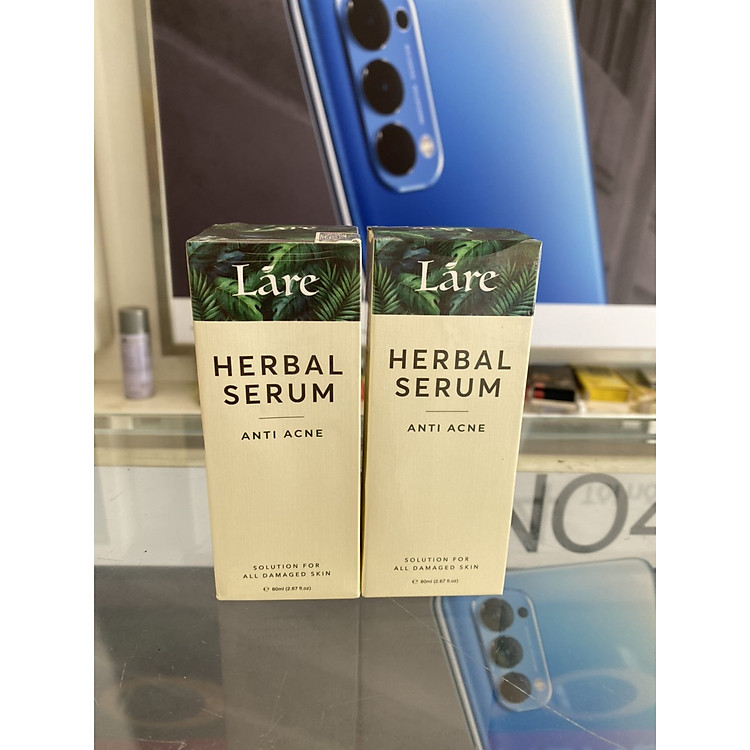 Lare
HERBAL
SERUM
ANTI ACNE
SOLUTION FOR
ALL DAMAGED SKIN
℮ 80ml (2.67 fl.oz)
Lare
HERBAL
SERUM
ANTI ACNE
SOLUTION FOR
ALL DAMAGED SKIN
℮ 80ml (2.67 fl.oz)
NO4